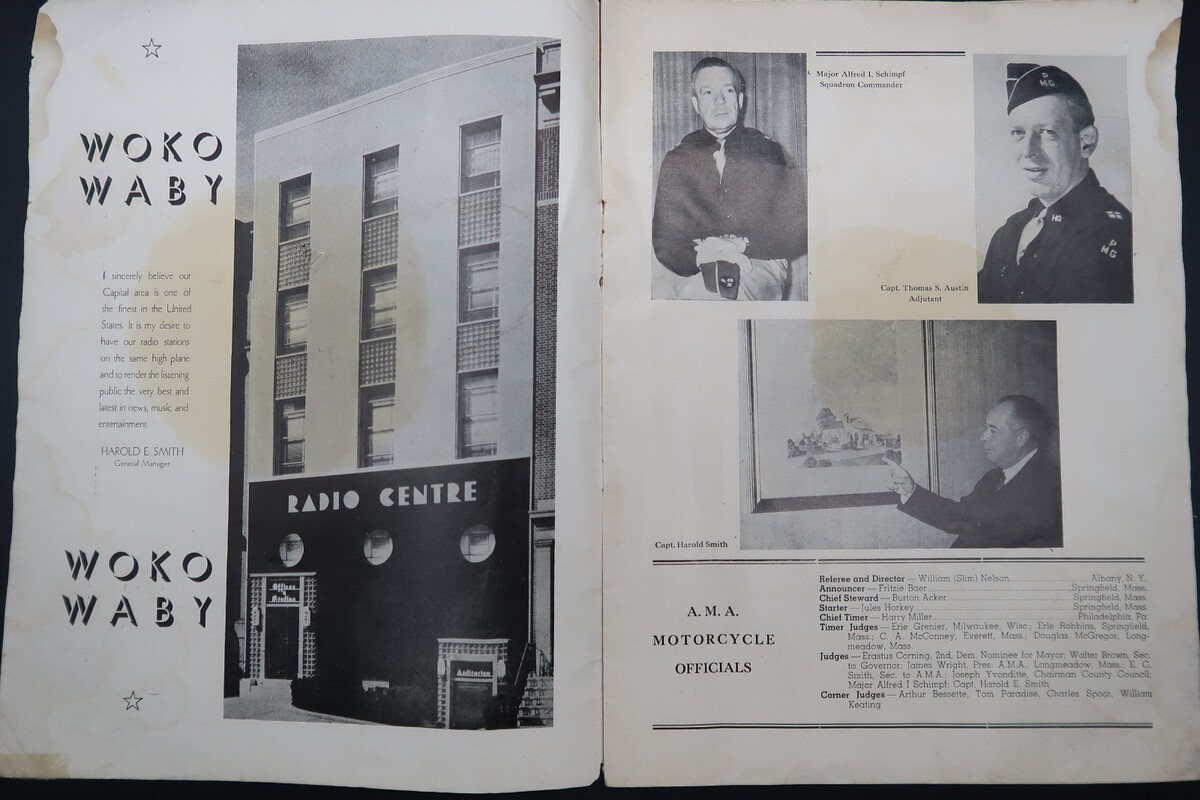 WOKO
WABY
I sincerely believe our
Capital area is one of
the finest in the United
States. It is my desire to
have our radio stations
on the same high plane
and to render the listening
public the very best and
latest in news, music and
entertainment.
HAROLD E. SMITH
General Manager
WOKO
WABY
RADIO CENTRE
Offices
&
Studios
Auditorium
Major Alfred I. Schimpf
Squadron Commander
P
MG
HQ
P
MG
Capt. Thomas S. Austin
Adjutant
Capt. Harold Smith
A. M. A.
MOTORCYCLE
OFFICIALS
Referee and Director — William (Slim) Nelson Albany, N. Y.
Announcer — Fritzie Baer Springfield, Mass.
Chief Steward — Burton Acker Springfield, Mass.
Starter — Jules Horkey Springfield, Mass.
Chief Timer — Harry Miller Philadelphia, Pa.
Timer Judges — Erle Grenier, Milwaukee, Wisc., Erle Robbins, Springfield,
Mass.; C. A. McConney, Everett, Mass., Douglas McGregor, Long-
meadow, Mass.
Judges — Erastus Corning, 2nd, Dem. Nominee for Mayor; Walter Brown, Sec.
to Governor; James Wright, Pres. A.M.A., Longmeadow, Mass.; E. C.
Smith, Sec. to A.M.A.; Joseph Yvonditte, Chairman County Council;
Major Alfred I Schimpf; Capt. Harold E. Smith
Corner Judges — Arthur Bessette, Tom Paradise, Charles Spoor, William
Keating